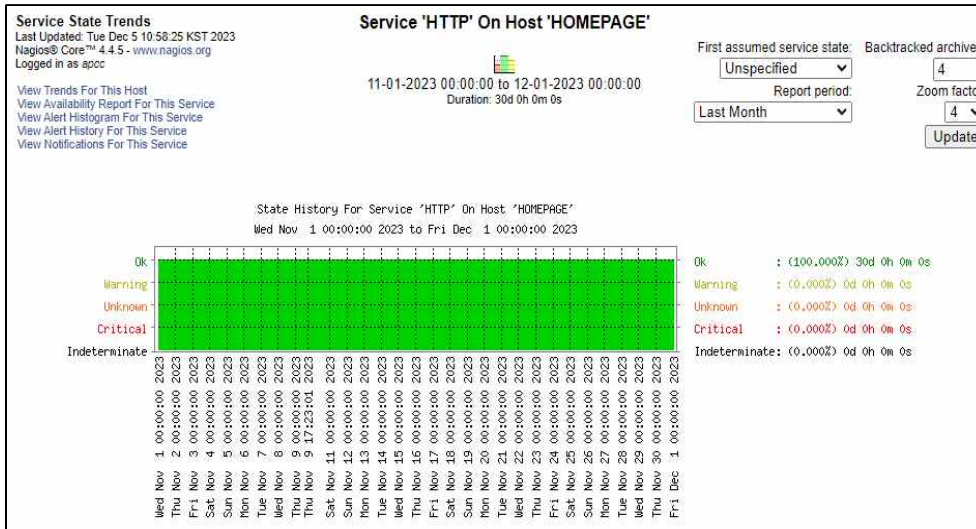 Service State Trends
Last Updated: Tue Dec 5 10:58:25 KST 2023
Nagios® Core™ 4.4.5 - www.nagios.org
Logged in as apcc
View Trends For This Host
View Availability Report For This Service
View Alert Histogram For This Service
View Alert History For This Service
View Notifications For This Service
Service 'HTTP' On Host 'HOMEPAGE'
11-01-2023 00:00:00 to 12-01-2023 00:00:00
Duration: 30d 0h 0m 0s
First assumed service state:
Unspecified
Backtracked archive
4
Report period:
Last Month
Zoom facto
4
Update
State History For Service 'HTTP' On Host 'HOMEPAGE'
Wed Nov 1 00:00:00 2023 to Fri Dec 1 00:00:00 2023
Ok
Warning
Unknown
Critical
Indeterminate
Ok : (100.000%) 30d 0h 0m 0s
Warning : (0.000%) 0d 0h 0m 0s
Unknown : (0.000%) 0d 0h 0m 0s
Critical : (0.000%) 0d 0h 0m 0s
Indeterminate: (0.000%) 0d 0h 0m 0s
Wed Nov 1 00:00:00 2023
Thu Nov 2 00:00:00 2023
Fri Nov 3 00:00:00 2023
Sat Nov 4 00:00:00 2023
Sun Nov 5 00:00:00 2023
Mon Nov 6 00:00:00 2023
Tue Nov 7 00:00:00 2023
Wed Nov 8 00:00:00 2023
Thu Nov 9 00:00:00 2023
Thu Nov 9 17:23:01 2023
Sat Nov 11 00:00:00 2023
Sun Nov 12 00:00:00 2023
Mon Nov 13 00:00:00 2023
Tue Nov 14 00:00:00 2023
Wed Nov 15 00:00:00 2023
Thu Nov 16 00:00:00 2023
Fri Nov 17 00:00:00 2023
Sat Nov 18 00:00:00 2023
Sun Nov 19 00:00:00 2023
Mon Nov 20 00:00:00 2023
Tue Nov 21 00:00:00 2023
Wed Nov 22 00:00:00 2023
Thu Nov 23 00:00:00 2023
Fri Nov 24 00:00:00 2023
Sat Nov 25 00:00:00 2023
Sun Nov 26 00:00:00 2023
Mon Nov 27 00:00:00 2023
Tue Nov 28 00:00:00 2023
Wed Nov 29 00:00:00 2023
Thu Nov 30 00:00:00 2023
Fri Dec 1 00:00:00 2023